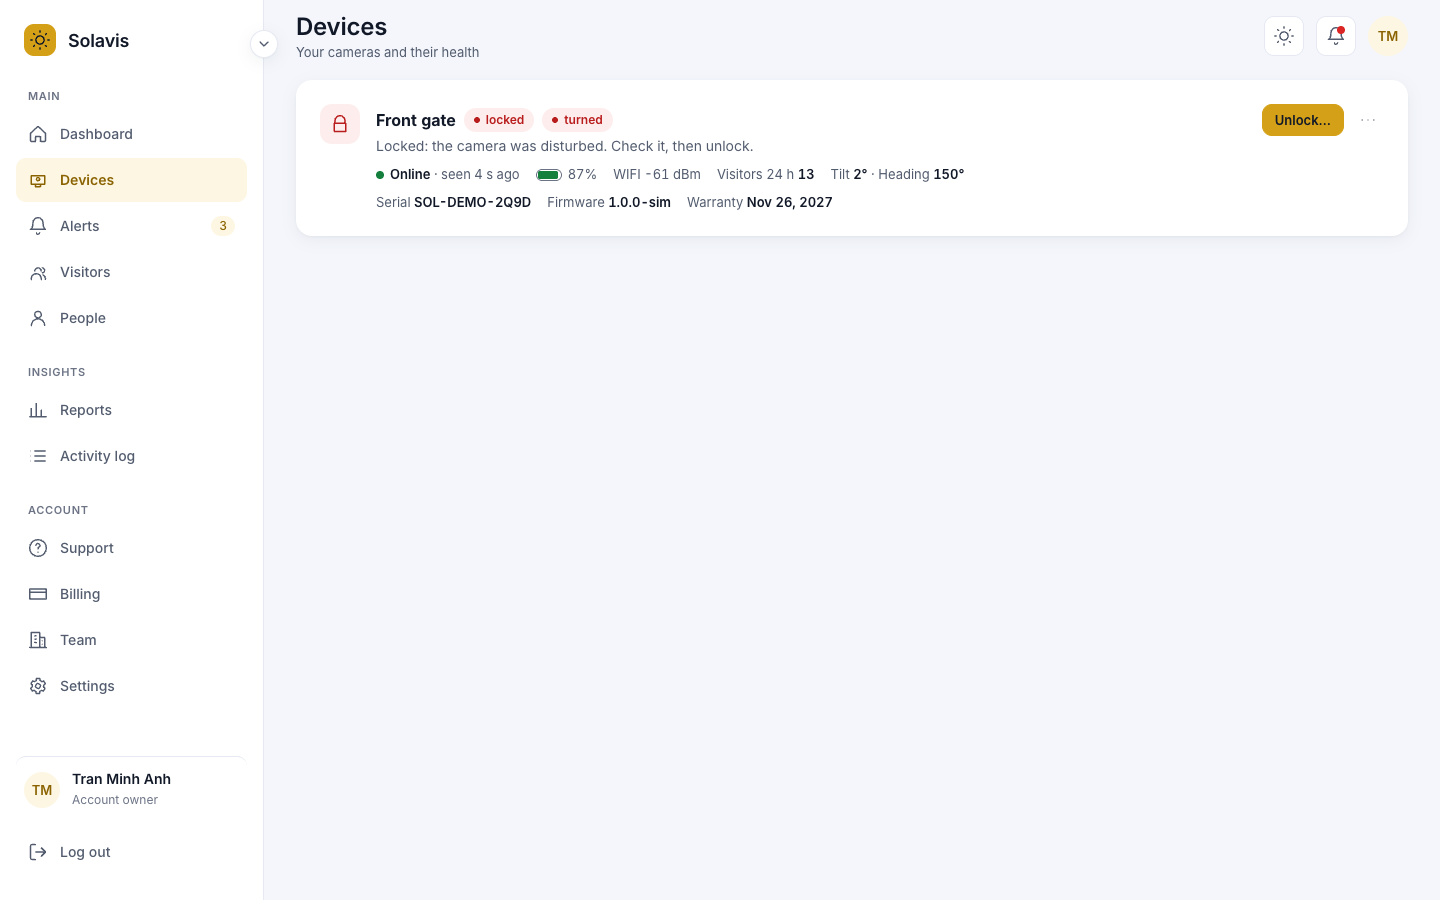 Solavis
MAIN
Dashboard
Devices
Alerts 3
Visitors
People
INSIGHTS
Reports
Activity log
ACCOUNT
Support
Billing
Team
Settings
TM
Tran Minh Anh
Account owner
Log out
Devices
Your cameras and their health
TM
Front gate locked turned
Unlock...
Locked: the camera was disturbed. Check it, then unlock.
Online · seen 4 s ago 87% WIFI -61 dBm Visitors 24 h 13 Tilt 2° · Heading 150°
Serial SOL-DEMO-2Q9D Firmware 1.0.0-sim Warranty Nov 26, 2027